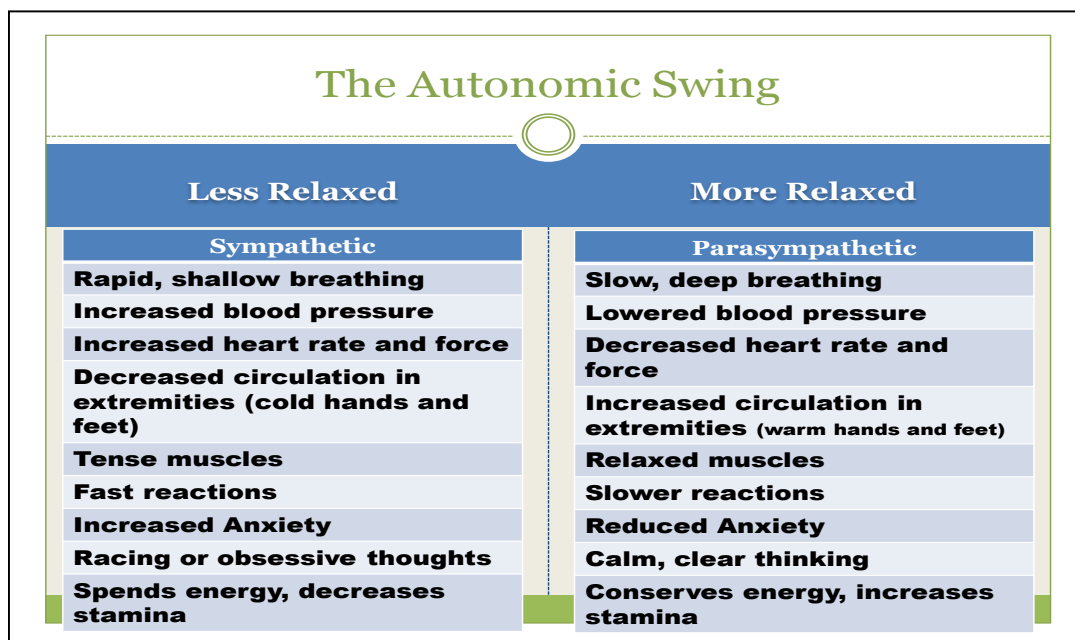 The Autonomic Swing
Less Relaxed
Sympathetic
Rapid, shallow breathing
Increased blood pressure
Increased heart rate and force
Decreased circulation in
extremities (cold hands and
feet)
Tense muscles
Fast reactions
Increased Anxiety
Racing or obsessive thoughts
Spends energy, decreases
stamina
More Relaxed
Parasympathetic
Slow, deep breathing
Lowered blood pressure
Decreased heart rate and
force
Increased circulation in
extremities (warm hands and feet)
Relaxed muscles
Slower reactions
Reduced Anxiety
Calm, clear thinking
Conserves energy, increases
stamina